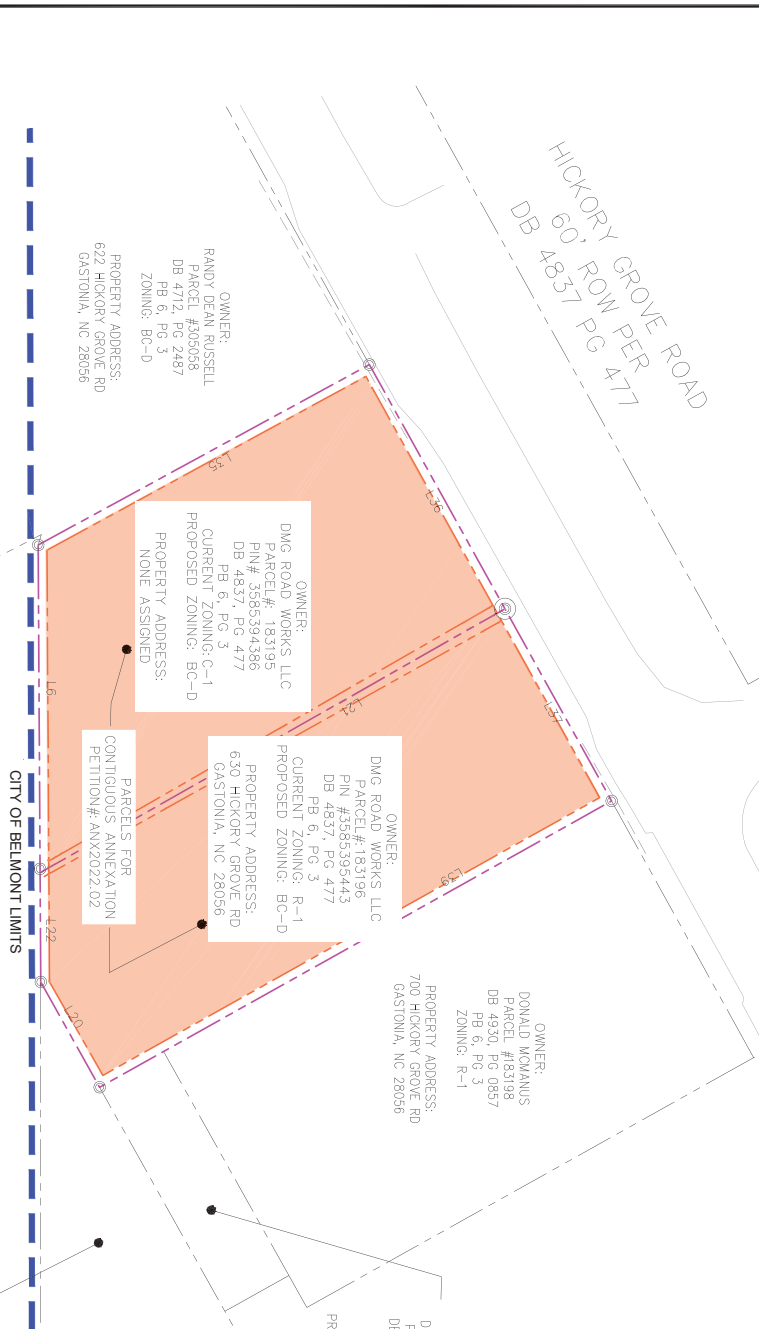 HICKORY GROVE ROAD
60' ROW PER
DB 4837 PG 477
OWNER:
RANDY DEAN RUSSELL
PARCEL #305058
DB 4712, PG 2487
PB 6, PG 3
ZONING: BC-D
PROPERTY ADDRESS:
622 HICKORY GROVE RD
GASTONIA, NC 28056
L35
L36
OWNER:
DMG ROAD WORKS LLC
PARCEL#: 183195
PIN# 3585394386
DB 4837, PG 477
PB 6, PG 3
CURRENT ZONING: C-1
PROPOSED ZONING: BC-D
PROPERTY ADDRESS:
NONE ASSIGNED
L6
L21
L37
OWNER:
DMG ROAD WORKS LLC
PARCEL#: 183196
PIN #3585395443
DB 4837, PG 477
PB 6, PG 3
CURRENT ZONING: R-1
PROPOSED ZONING: BC-D
PROPERTY ADDRESS:
630 HICKORY GROVE RD
GASTONIA, NC 28056
PARCELS FOR
CONTIGUOUS ANNEXATION
PETITION#: ANX2022.02
CITY OF BELMONT LIMITS
L39
L22
L20
OWNER:
DONALD MCMANUS
PARCEL #183198
DB 4930, PG 0857
PB 6, PG 3
ZONING: R-1
PROPERTY ADDRESS:
700 HICKORY GROVE RD
GASTONIA, NC 28056